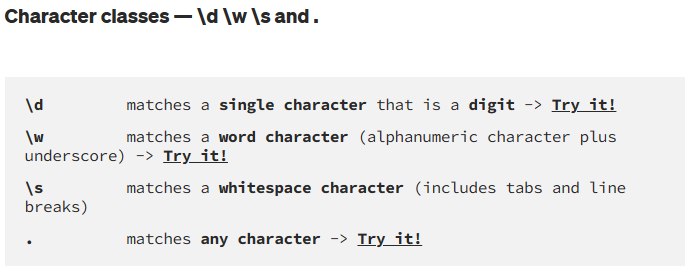 Character classes — \d \w \s and .
\d matches a single character that is a digit -> Try it!
\w matches a word character (alphanumeric character plus
underscore) -> Try it!
\s matches a whitespace character (includes tabs and line
breaks)
. matches any character -> Try it!